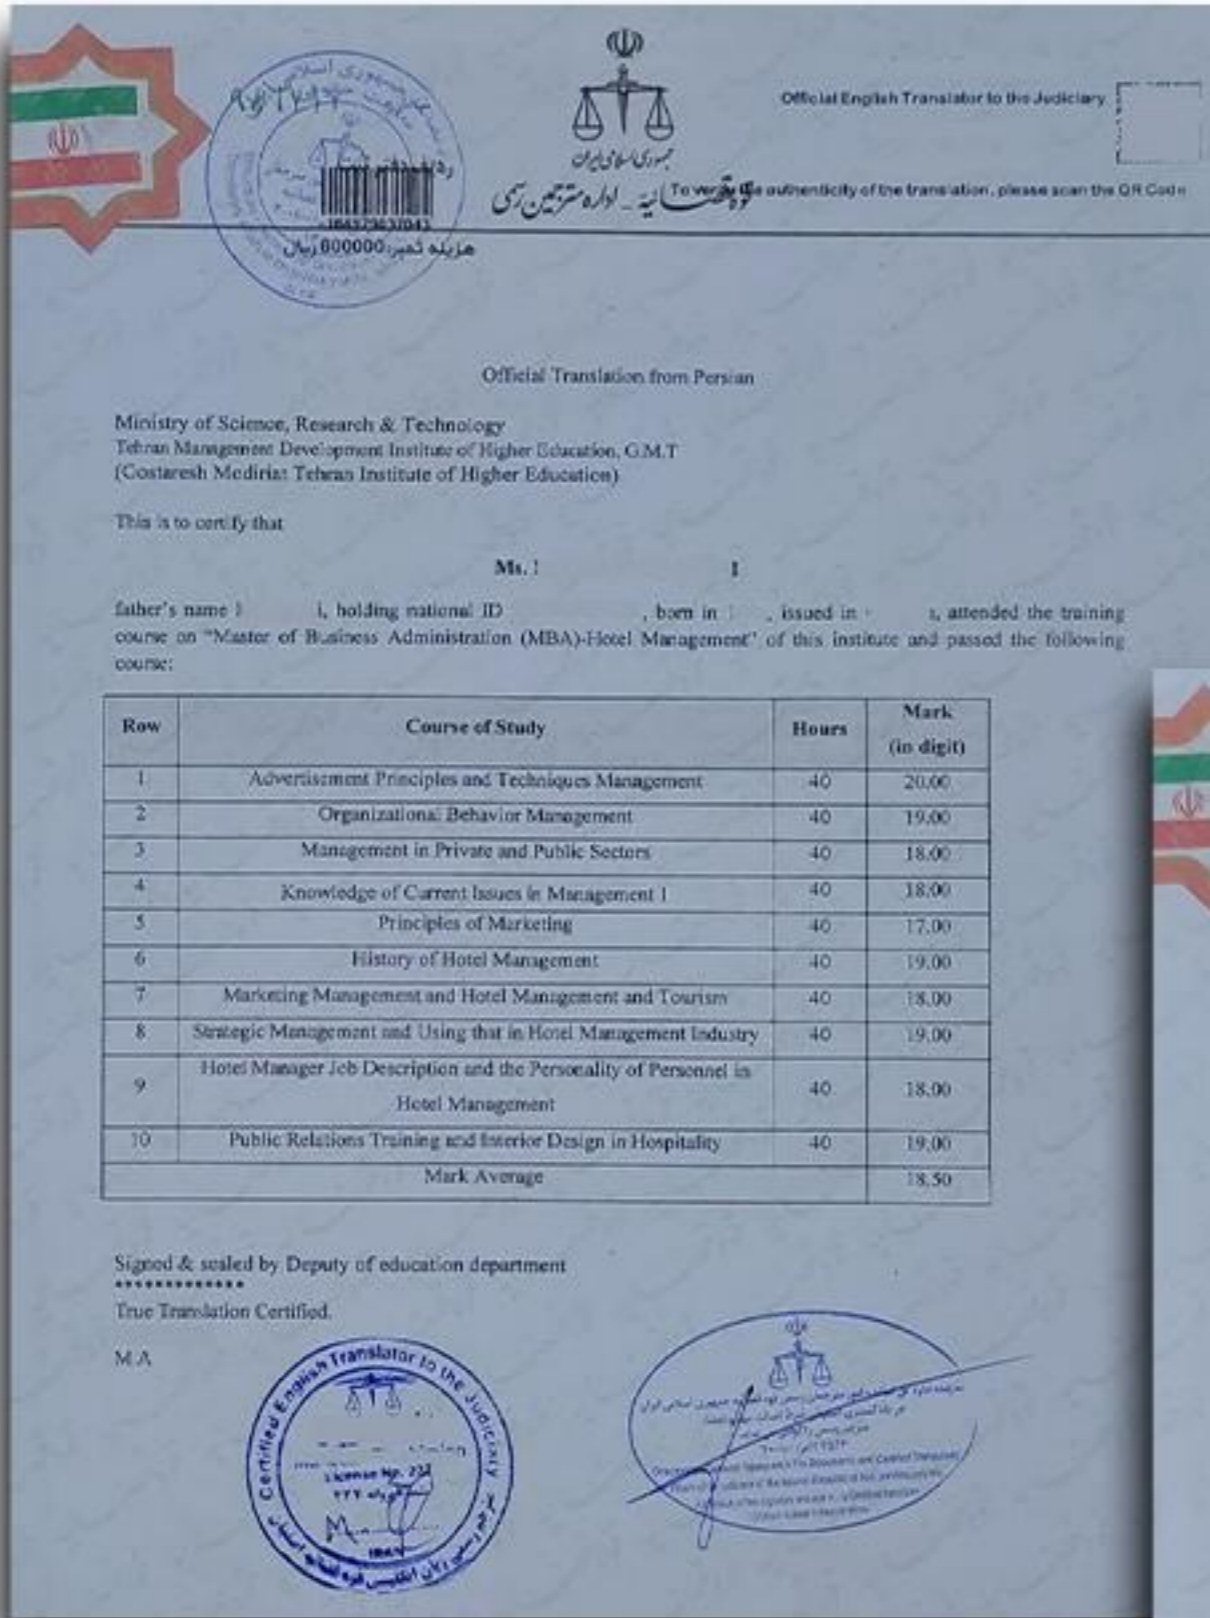 جمهوری اسلامی ایران
قوه قضائیه - اداره مترجمین رسمی
Official English Translator to the Judiciary
To verify the authenticity of the translation, please scan the QR Code
هزینه تمبر: 800000 ریال
Official Translation from Persian
Ministry of Science, Research & Technology
Tehran Management Development Institute of Higher Education, G.M.T
(Costaresh Modiriat Tehran Institute of Higher Education)
This is to certify that
Ms.
father's name , holding national ID , born in , issued in , attended the training
course on "Master of Business Administration (MBA)-Hotel Management" of this institute and passed the following
course:
Row Course of Study Hours Mark (in digit)
1 Advertisement Principles and Techniques Management 40 20.00
2 Organizational Behavior Management 40 19.00
3 Management in Private and Public Sectors 40 18.00
4 Knowledge of Current Issues in Management 1 40 18.00
5 Principles of Marketing 40 17.00
6 History of Hotel Management 40 19.00
7 Marketing Management and Hotel Management and Tourism 40 18.00
8 Strategic Management and Using that in Hotel Management Industry 40 19.00
9 Hotel Manager Job Description and the Personality of Personnel in
Hotel Management 40 18.00
10 Public Relations Training and Interior Design in Hospitality 40 19.00
Mark Average 18.50
Signed & sealed by Deputy of education department
*************
True Translation Certified.
M.A
Certified English Translator to the Judiciary
License No. 222
IRAN